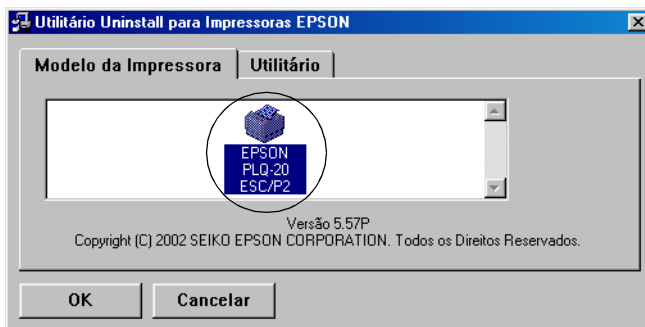 Utilitário Uninstall para Impressoras EPSON
Modelo da Impressora Utilitário
EPSON
PLQ-20
ESC/P2
Versão 5.57P
Copyright (C) 2002 SEIKO EPSON CORPORATION. Todos os Direitos Reservados.
OK Cancelar